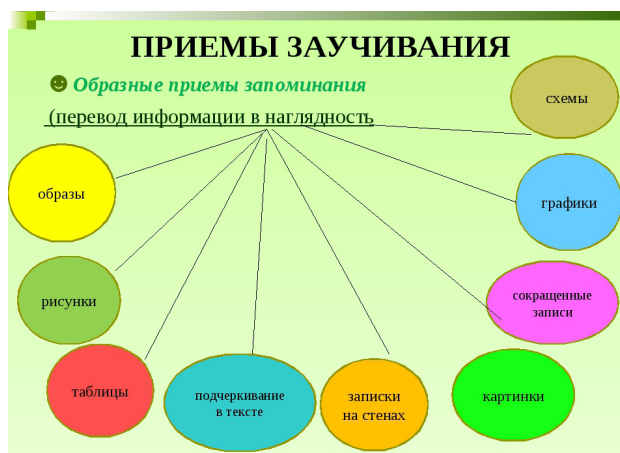 ПРИЕМЫ ЗАУЧИВАНИЯ
Образные приемы запоминания
(перевод информации в наглядность
схемы
образы
графики
рисунки
сокращенные
записи
таблицы
подчеркивание
в тексте
записки
на стенах
картинки